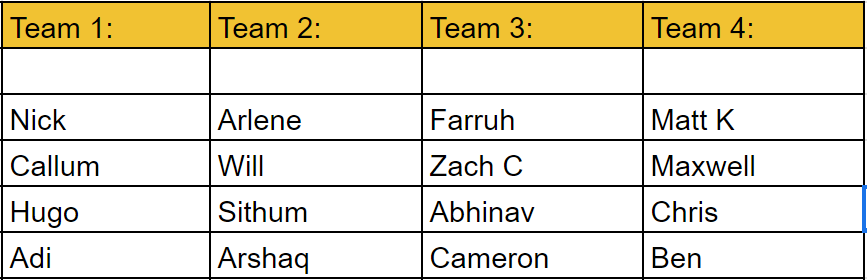 Team 1: Team 2: Team 3: Team 4:
Nick Arlene Farruh Matt K
Callum Will Zach C Maxwell
Hugo Sithum Abhinav Chris
Adi Arshaq Cameron Ben